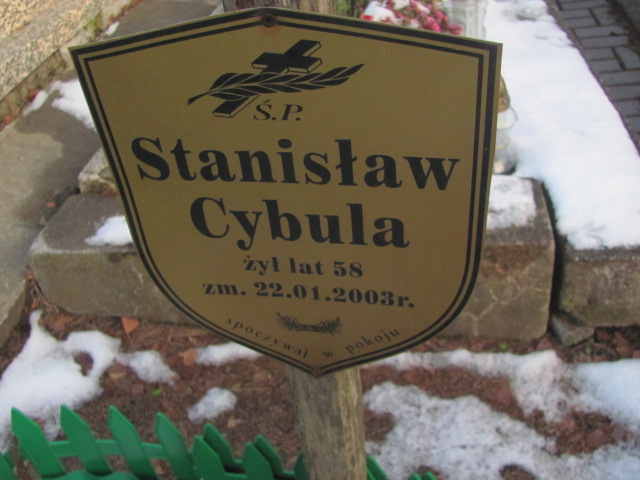 Ś.P.
Stanisław
Cybula
żył lat 58
zm. 22.01.2003r.
spoczywaj w pokoju